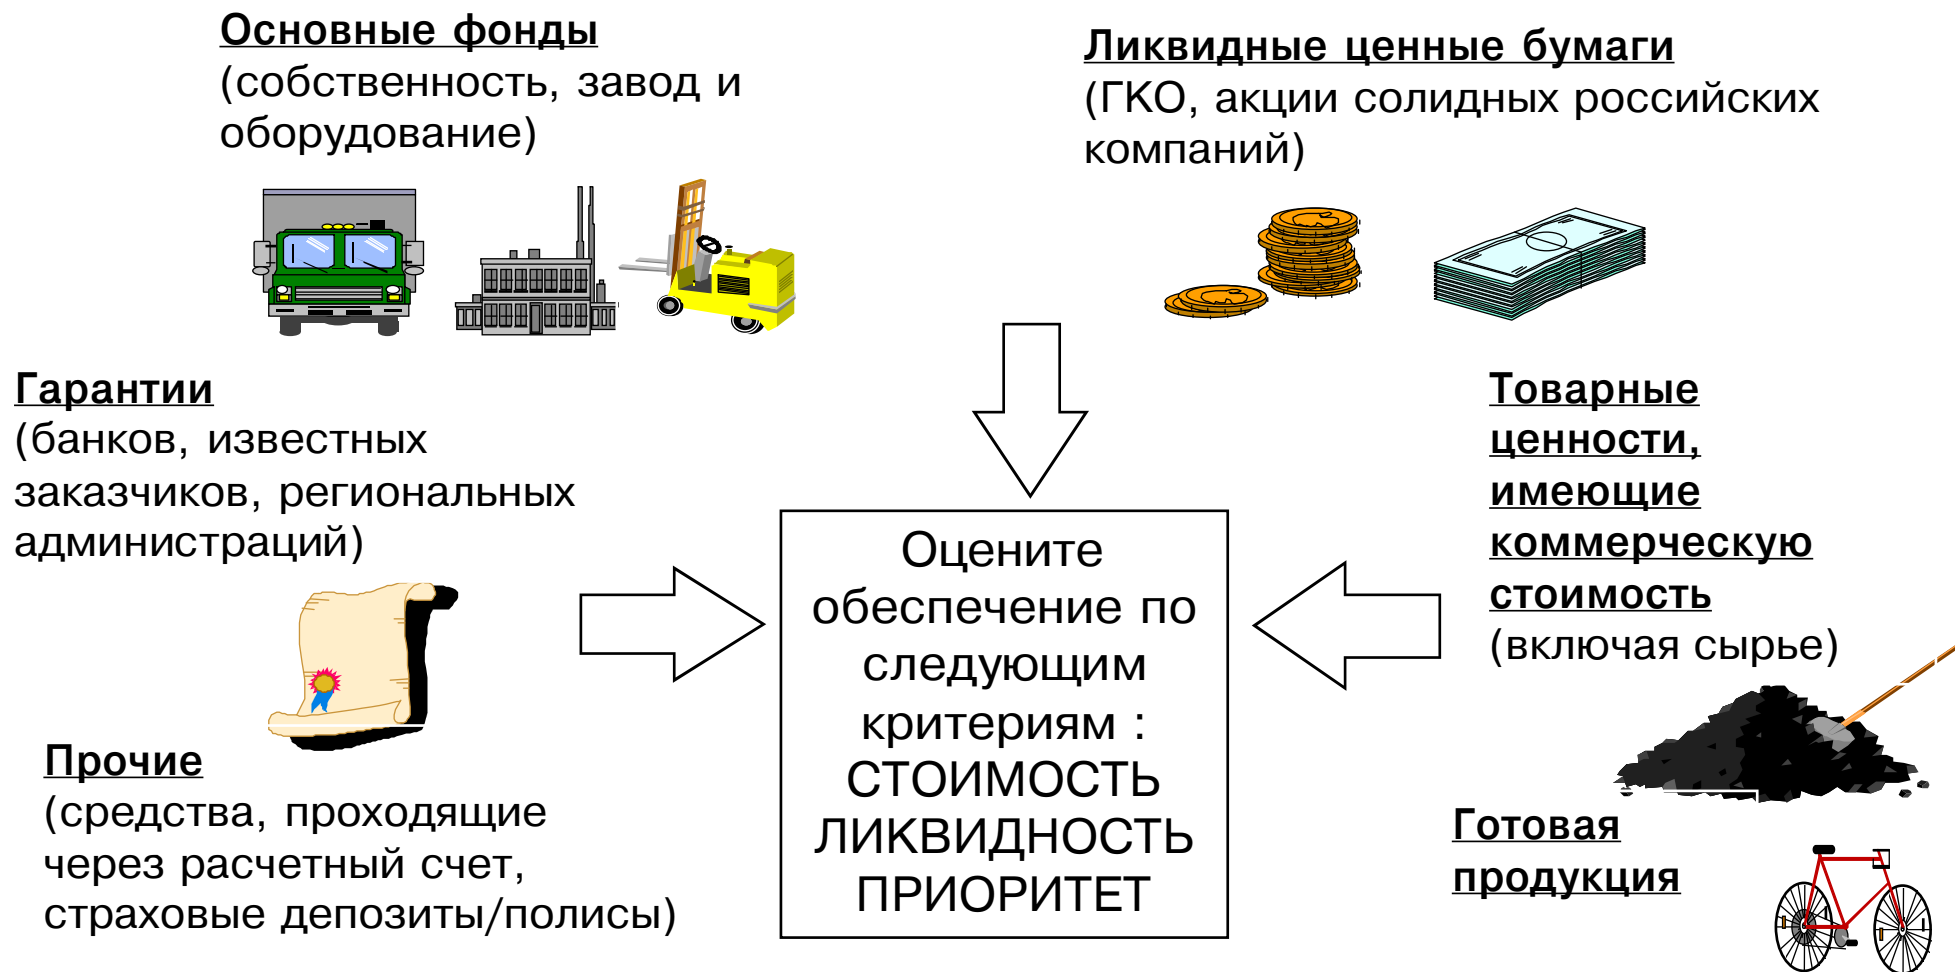 Основные фонды
(собственность, завод и
оборудование)
Ликвидные ценные бумаги
(ГКО, акции солидных российских
компаний)
Гарантии
(банков, известных
заказчиков, региональных
администраций)
Товарные
ценности,
имеющие
коммерческую
стоимость
(включая сырье)
Оцените
обеспечение по
следующим
критериям :
СТОИМОСТЬ
ЛИКВИДНОСТЬ
ПРИОРИТЕТ
Прочие
(средства, проходящие
через расчетный счет,
страховые депозиты/полисы)
Готовая
продукция